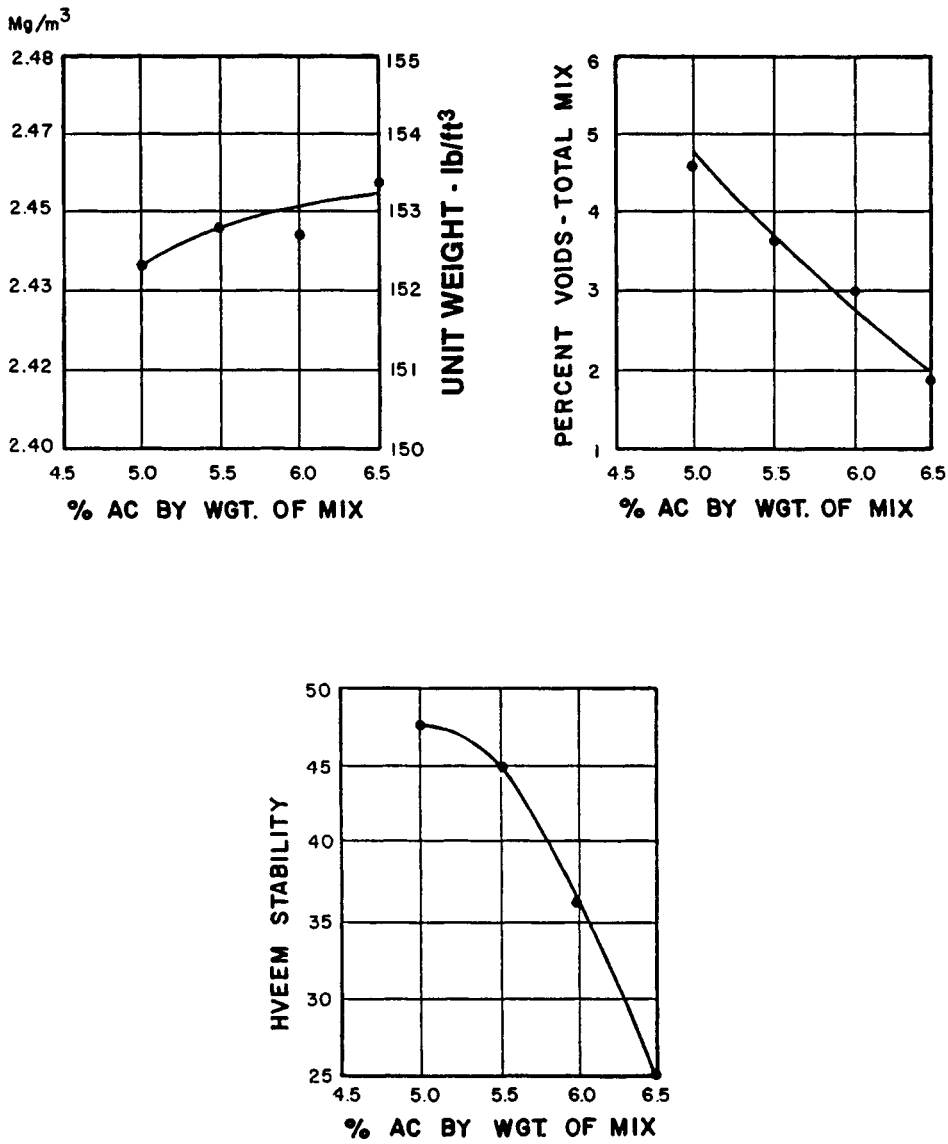 Mg/m³
2.48
2.47
2.45
2.43
2.42
2.40
155
154
153
152
151
150
UNIT WEIGHT - lb/ft³
4.5 5.0 5.5 6.0 6.5
% AC BY WGT. OF MIX
PERCENT VOIDS - TOTAL MIX
6
5
4
3
2
1
4.5 5.0 5.5 6.0 6.5
% AC BY WGT. OF MIX
HVEEM STABILITY
50
45
40
35
30
25
4.5 5.0 5.5 6.0 6.5
% AC BY WGT. OF MIX